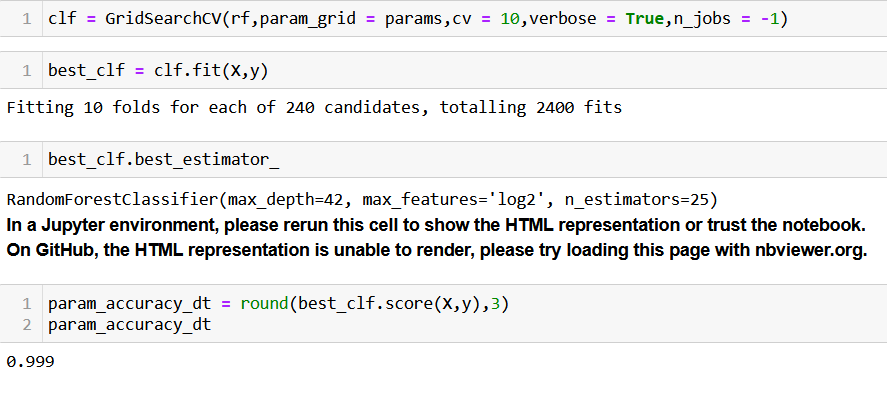 1 clf = GridSearchCV(rf,param_grid = params,cv = 10,verbose = True,n_jobs = -1)
1 best_clf = clf.fit(X,y)
Fitting 10 folds for each of 240 candidates, totalling 2400 fits
1 best_clf.best_estimator_
RandomForestClassifier(max_depth=42, max_features='log2', n_estimators=25)
In a Jupyter environment, please rerun this cell to show the HTML representation or trust the notebook.
On GitHub, the HTML representation is unable to render, please try loading this page with nbviewer.org.
1 param_accuracy_dt = round(best_clf.score(X,y),3)
2 param_accuracy_dt
0.999